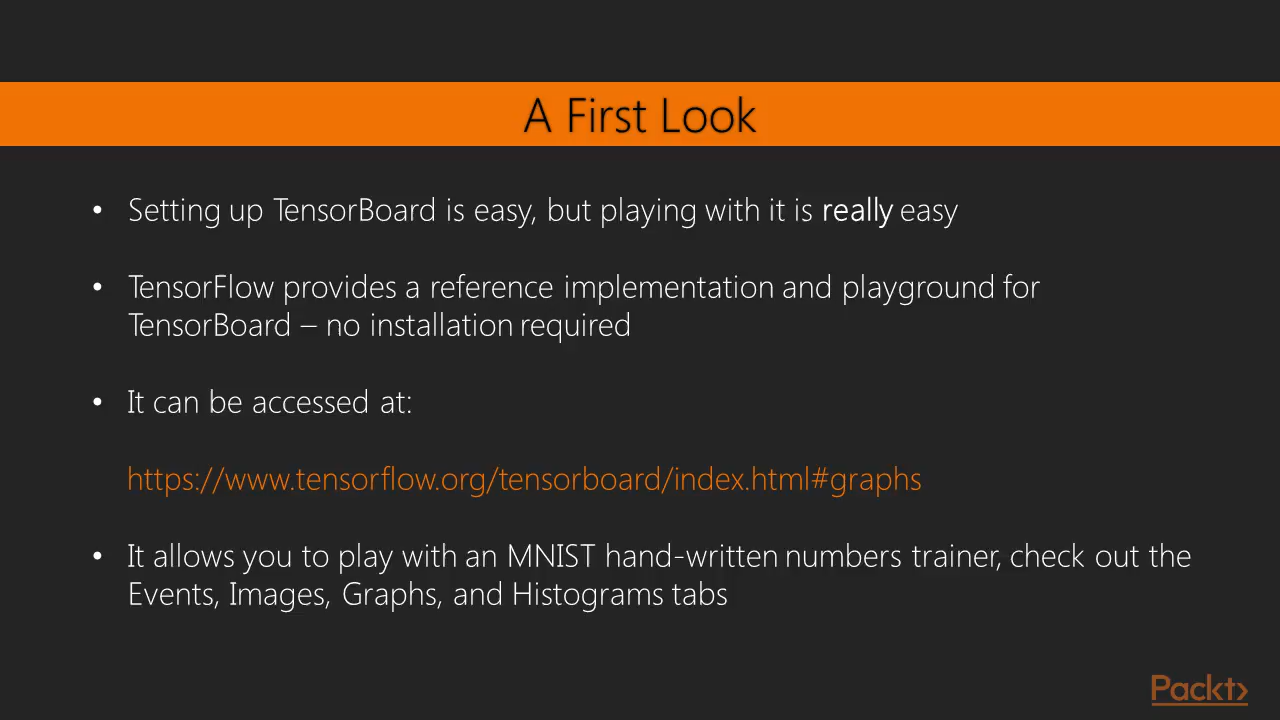 A First Look
• Setting up TensorBoard is easy, but playing with it is really easy
• TensorFlow provides a reference implementation and playground for
TensorBoard – no installation required
• It can be accessed at:
https://www.tensorflow.org/tensorboard/index.html#graphs
• It allows you to play with an MNIST hand-written numbers trainer, check out the
Events, Images, Graphs, and Histograms tabs
Packt>